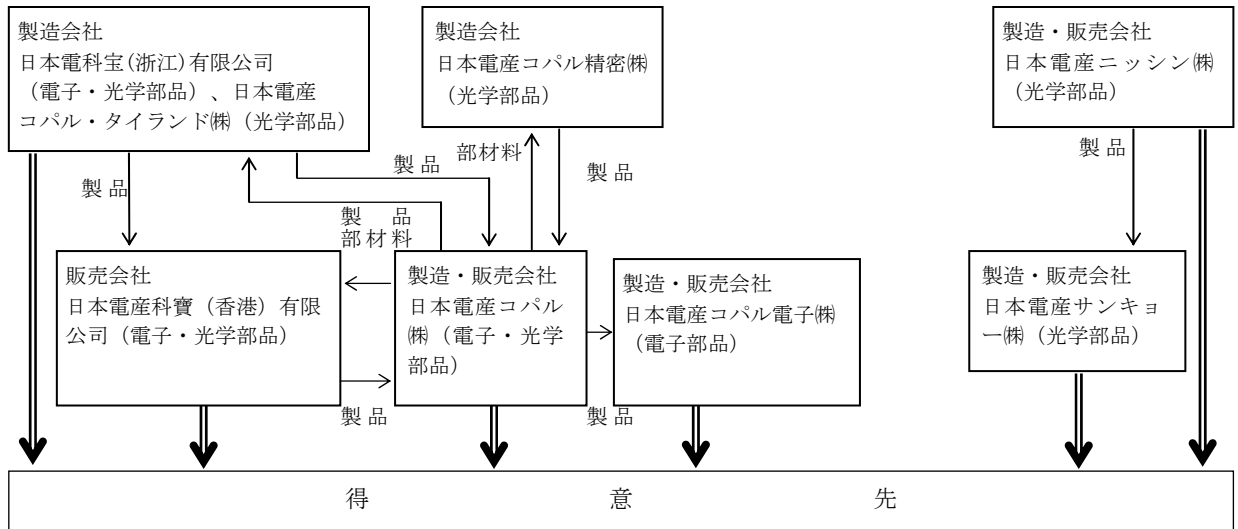 製造会社
日本電科宝(浙江)有限公司
(電子・光学部品)、日本電産
コパル・タイランド㈱(光学部品)
製造会社
日本電産コパル精密㈱
(光学部品)
製造・販売会社
日本電産ニッシン㈱
(光学部品)
製品
製品
部材料
製品
製品
製品
部材料
販売会社
日本電産科寶(香港)有限
公司(電子・光学部品)
製造・販売会社
日本電産コパル
㈱(電子・光学
部品)
製造・販売会社
日本電産コパル電子㈱
(電子部品)
製造・販売会社
日本電産サンキョ
ー㈱(光学部品)
製品
製品
得意先